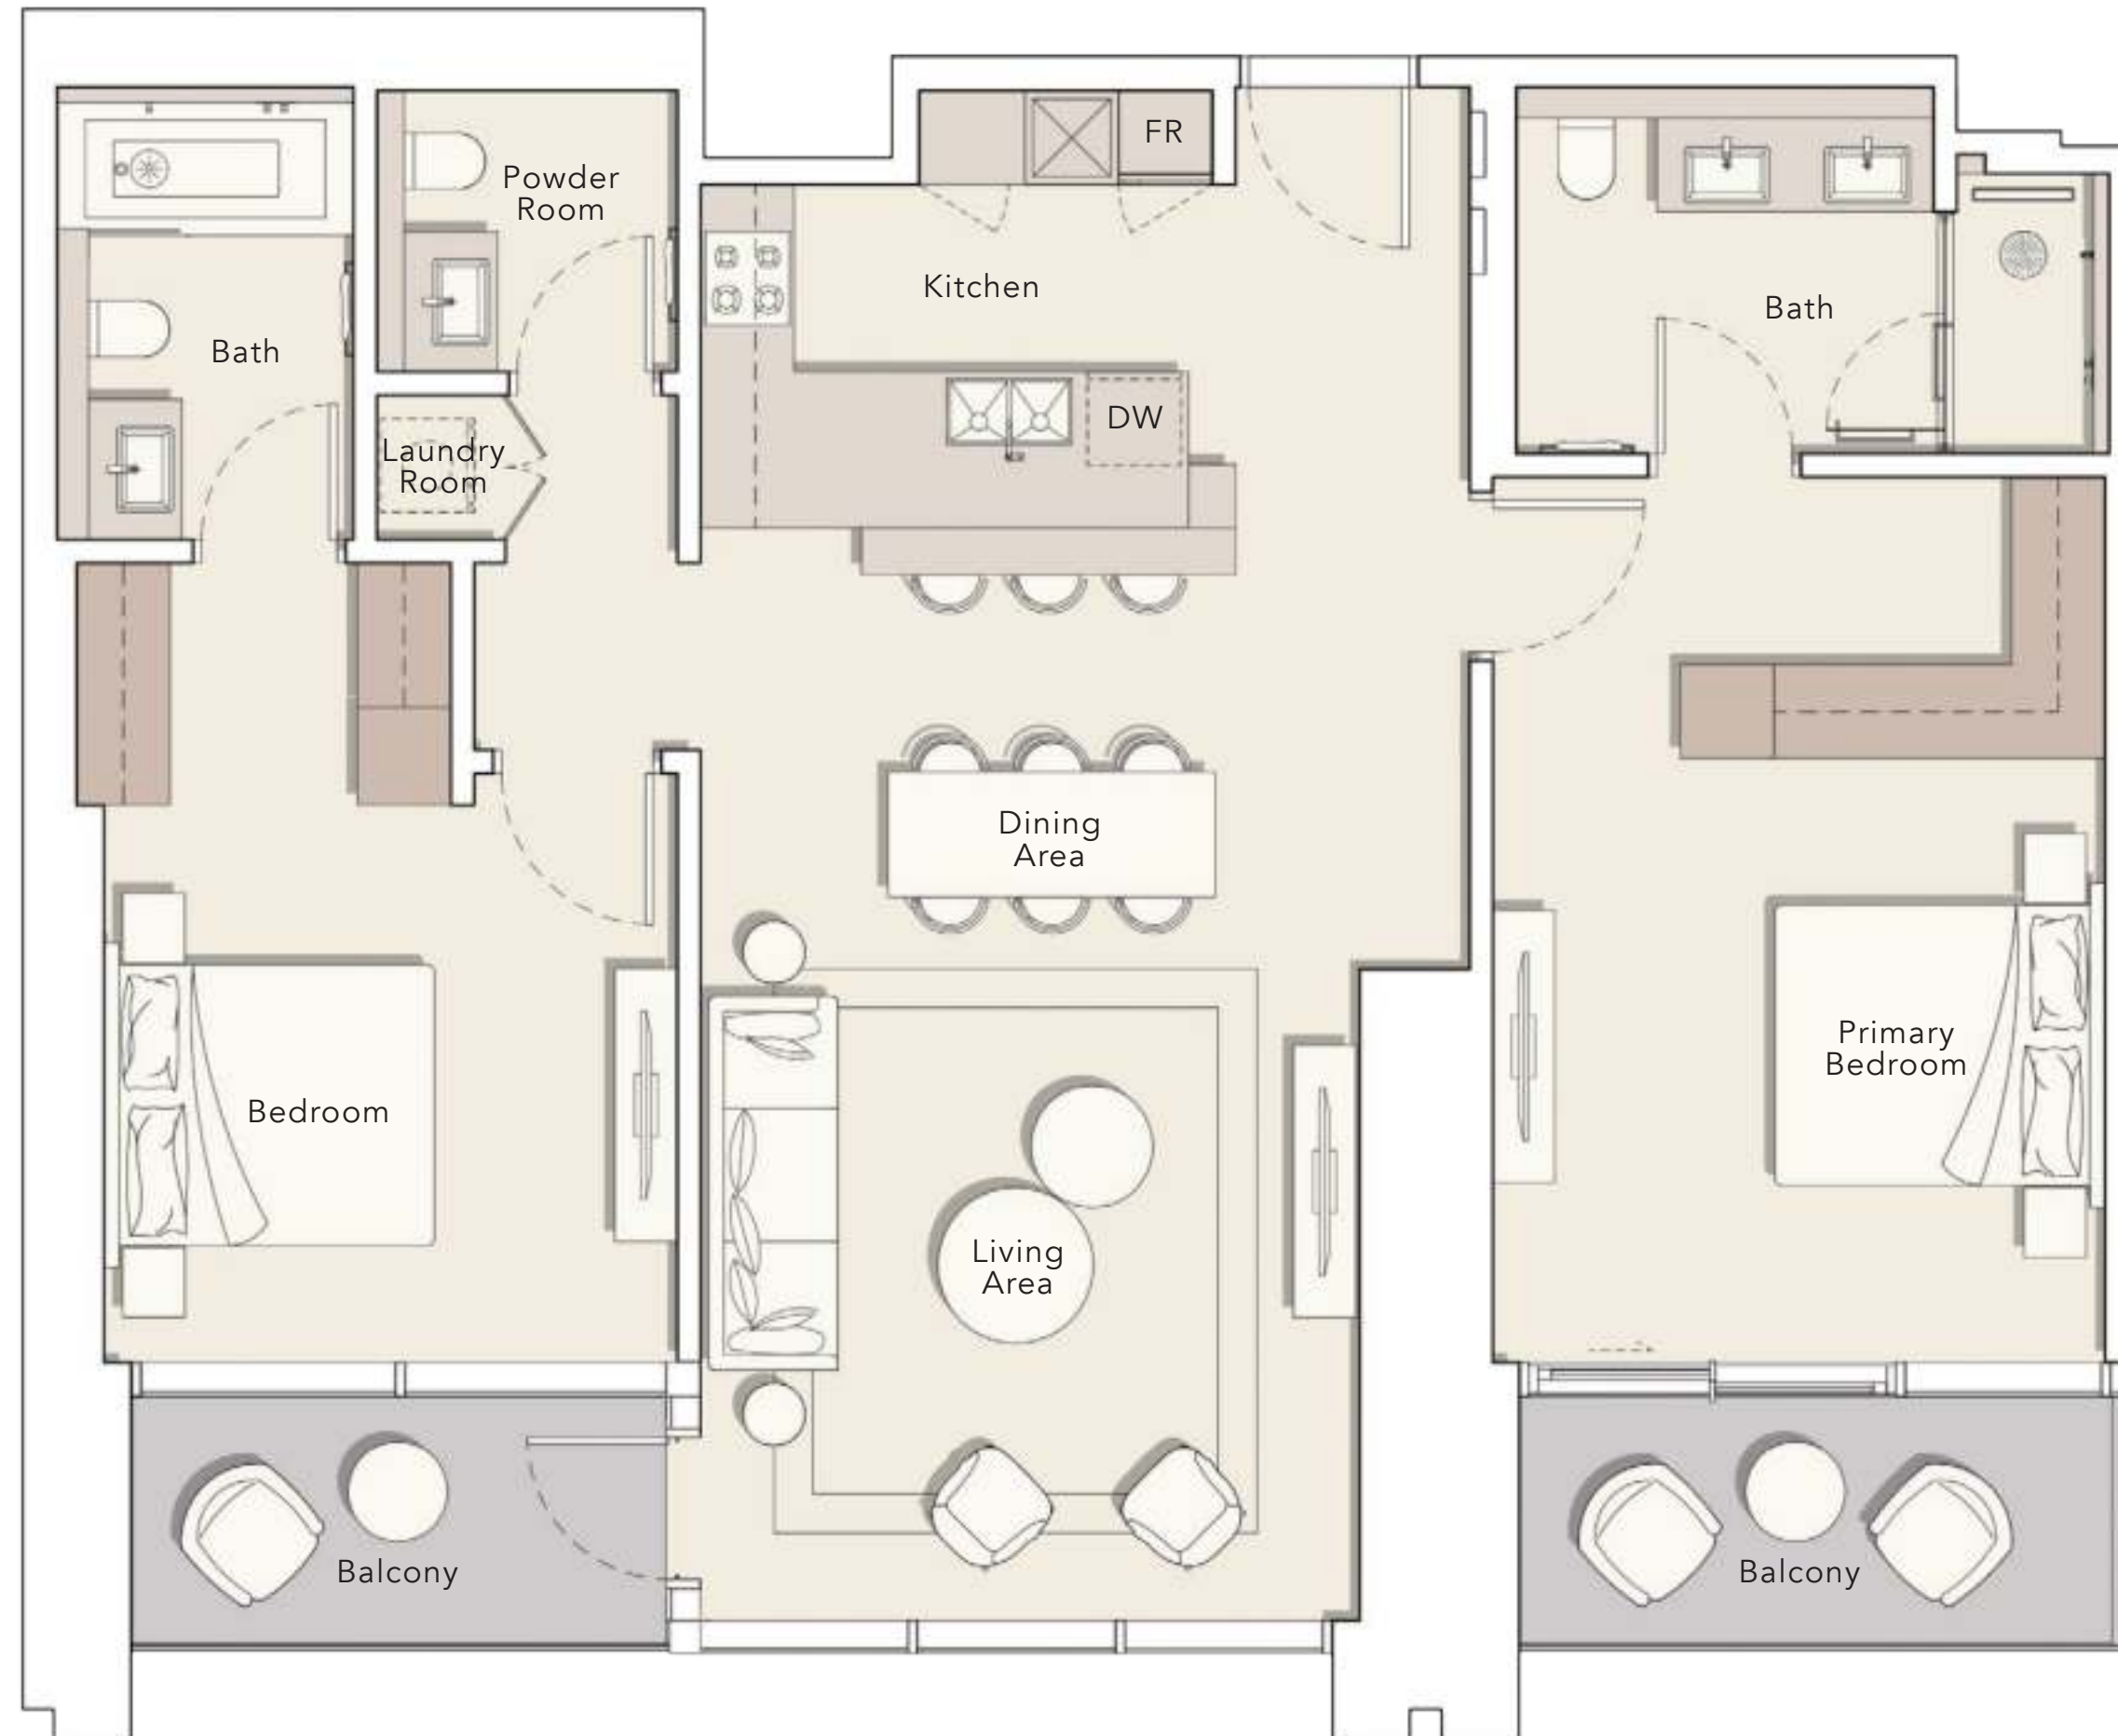 FR
Powder
Room
Kitchen
Bath
Bath
DW
Laundry
Room
Dining
Area
Primary
Bedroom
Bedroom
Living
Area
Balcony
Balcony